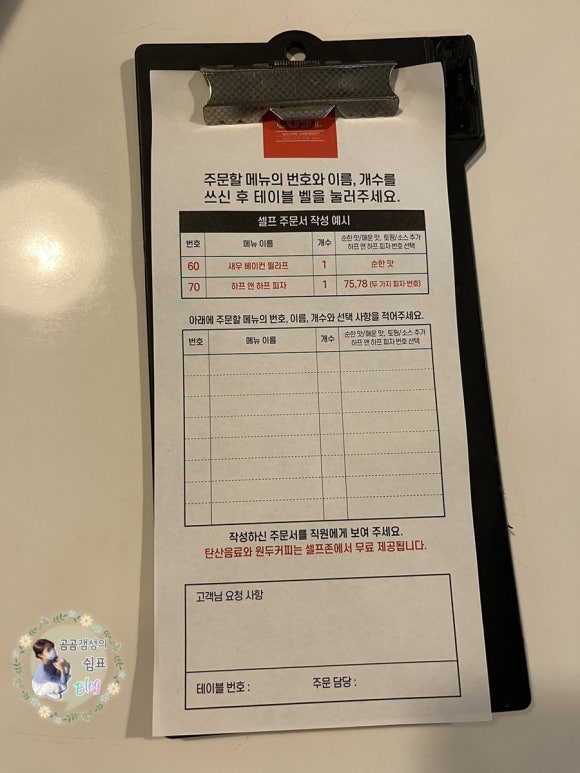 주문할 메뉴의 번호와 이름, 개수를
쓰신 후 테이블 벨을 눌러주세요.
셀프 주문서 작성 예시
번호 메뉴 이름 개수 순한 맛/매운 맛, 토핑/소스 추가
하프 앤 하프 피자 번호 선택
60 새우 베이컨 필라프 1 순한 맛
70 하프 앤 하프 피자 1 75,78 (두 가지 피자 번호)
아래에 주문할 메뉴의 번호, 이름, 개수와 선택 사항을 적어주세요.
번호 메뉴 이름 개수 순한 맛/매운 맛, 토핑/소스 추가
하프 앤 하프 피자 번호 선택
작성하신 주문서를 직원에게 보여 주세요.
탄산음료와 원두커피는 셀프존에서 무료 제공됩니다.
고객님 요청 사항
테이블 번호 : 주문 담당 :
곰곰갬성의
쉼표
Blog